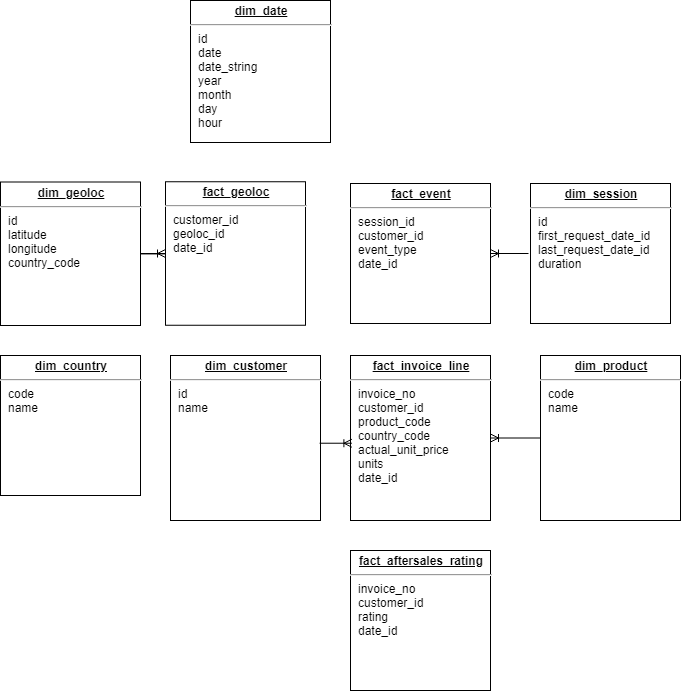 dim_date
id
date
date_string
year
month
day
hour
dim_geoloc
id
latitude
longitude
country_code
fact_geoloc
customer_id
geoloc_id
date_id
fact_event
session_id
customer_id
event_type
date_id
dim_session
id
first_request_date_id
last_request_date_id
duration
dim_country
code
name
dim_customer
id
name
fact_invoice_line
invoice_no
customer_id
product_code
country_code
actual_unit_price
units
date_id
dim_product
code
name
fact_aftersales_rating
invoice_no
customer_id
rating
date_id